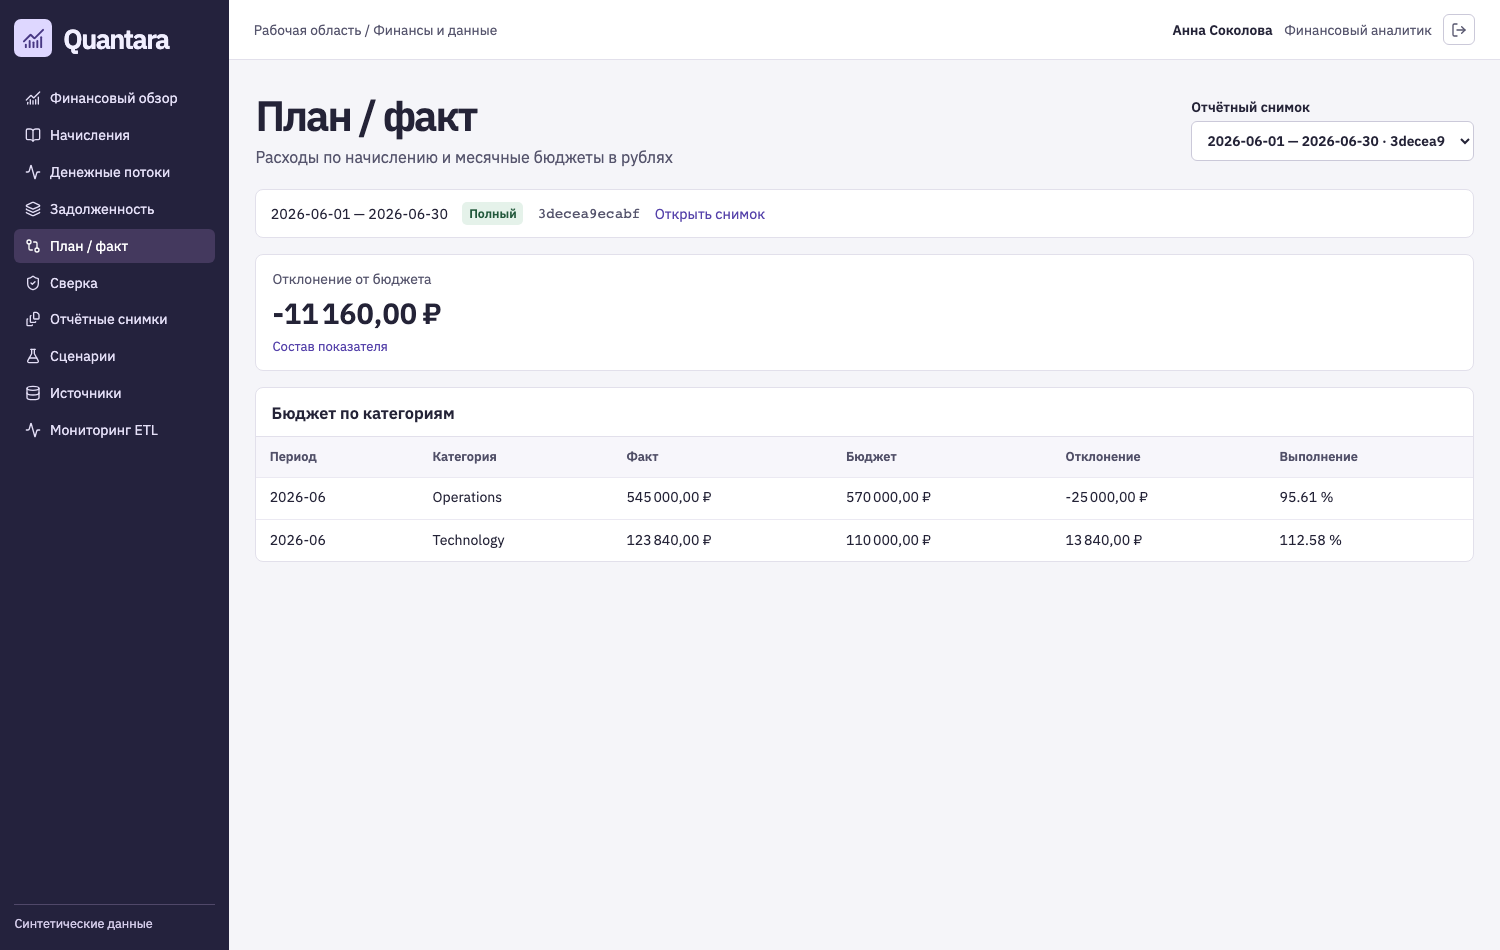 Quantara
Финансовый обзор
Начисления
Денежные потоки
Задолженность
План / факт
Сверка
Отчётные снимки
Сценарии
Источники
Мониторинг ETL
Синтетические данные
Рабочая область / Финансы и данные
Анна Соколова Финансовый аналитик
План / факт
Расходы по начислению и месячные бюджеты в рублях
Отчётный снимок
2026-06-01 — 2026-06-30 · 3decea9
2026-06-01 — 2026-06-30 Полный 3decea9ecabf Открыть снимок
Отклонение от бюджета
-11 160,00 ₽
Состав показателя
Бюджет по категориям
Период Категория Факт Бюджет Отклонение Выполнение
2026-06 Operations 545 000,00 ₽ 570 000,00 ₽ -25 000,00 ₽ 95.61 %
2026-06 Technology 123 840,00 ₽ 110 000,00 ₽ 13 840,00 ₽ 112.58 %